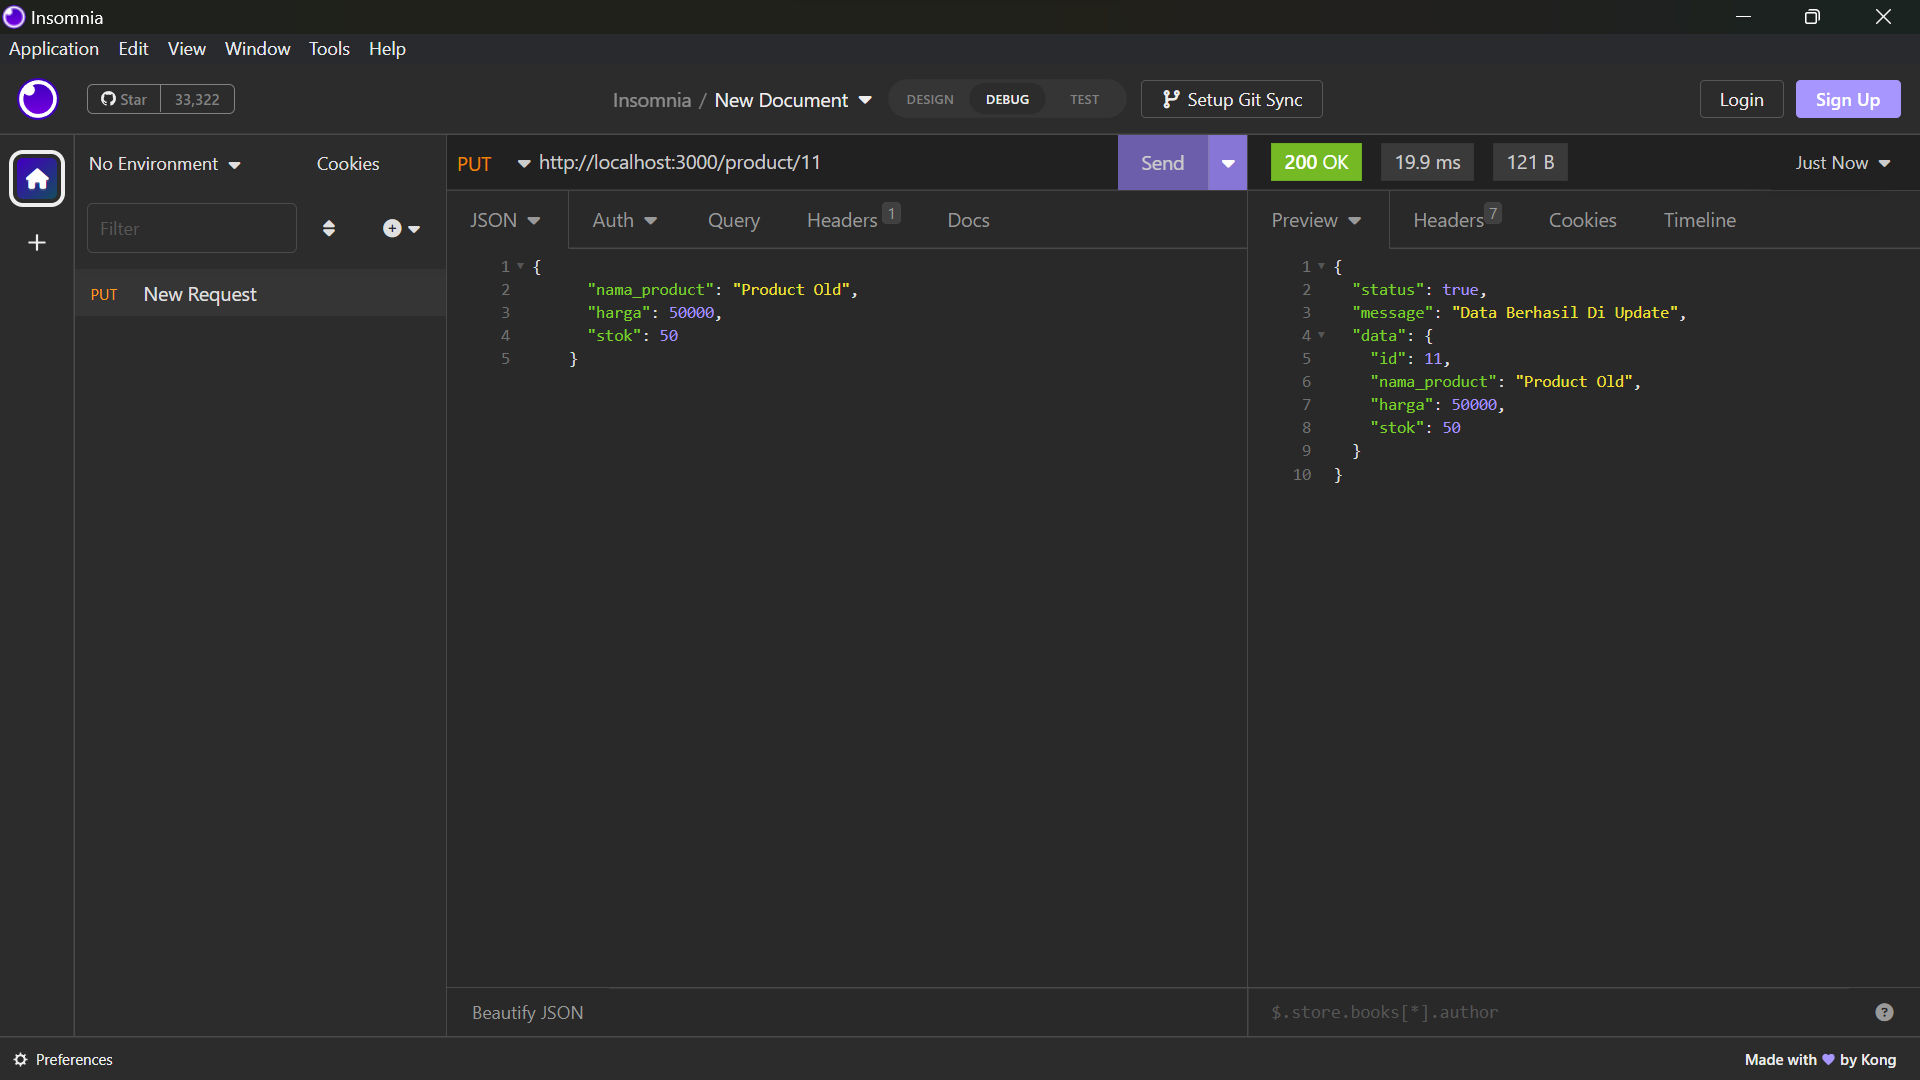 Insomnia
Application Edit View Window Tools Help
Star 33,322
Insomnia / New Document
DESIGN DEBUG TEST
Setup Git Sync
Login
Sign Up
No Environment
Cookies
Filter
PUT New Request
PUT http://localhost:3000/product/11
Send
JSON Auth Query Headers 1 Docs
1 {
2 "nama_product": "Product Old",
3 "harga": 50000,
4 "stok": 50
5 }
Beautify JSON
200 OK 19.9 ms 121 B
Just Now
Preview Headers 7 Cookies Timeline
1 {
2 "status": true,
3 "message": "Data Berhasil Di Update",
4 "data": {
5 "id": 11,
6 "nama_product": "Product Old",
7 "harga": 50000,
8 "stok": 50
9 }
10 }
$.store.books[*].author
?
Preferences
Made with 💜 by Kong